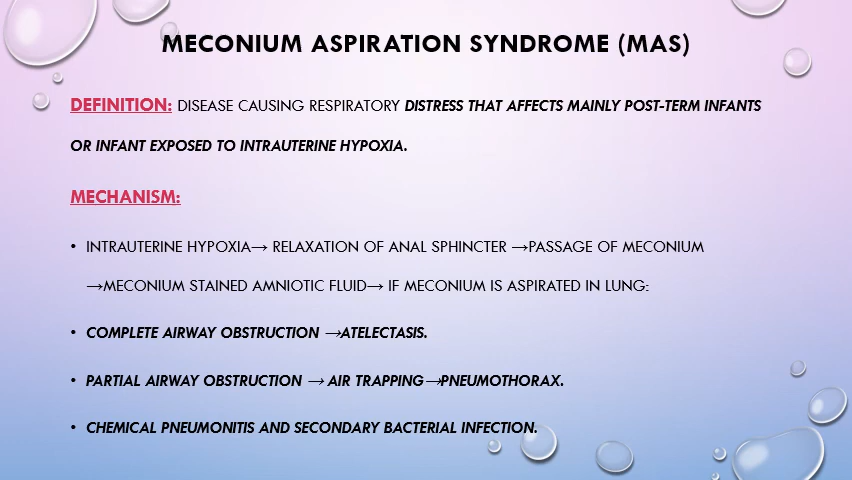 MECONIUM ASPIRATION SYNDROME (MAS)
DEFINITION: DISEASE CAUSING RESPIRATORY DISTRESS THAT AFFECTS MAINLY POST-TERM INFANTS
OR INFANT EXPOSED TO INTRAUTERINE HYPOXIA.
MECHANISM:
• INTRAUTERINE HYPOXIA→ RELAXATION OF ANAL SPHINCTER →PASSAGE OF MECONIUM
→MECONIUM STAINED AMNIOTIC FLUID→ IF MECONIUM IS ASPIRATED IN LUNG:
• COMPLETE AIRWAY OBSTRUCTION →ATELECTASIS.
• PARTIAL AIRWAY OBSTRUCTION → AIR TRAPPING→PNEUMOTHORAX.
• CHEMICAL PNEUMONITIS AND SECONDARY BACTERIAL INFECTION.